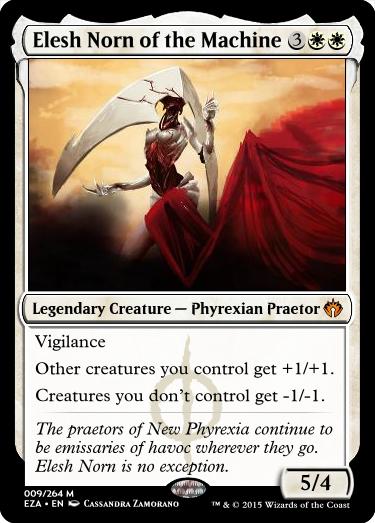 Elesh Norn of the Machine 3
Legendary Creature — Phyrexian Praetor
Vigilance
Other creatures you control get +1/+1.
Creatures you don't control get -1/-1.
The praetors of New Phyrexia continue to
be emissaries of havoc wherever they go.
Elesh Norn is no exception.
5/4
009/264 M
EZA • EN Cassandra Zamorano
™ & © 2015 Wizards of the Coast